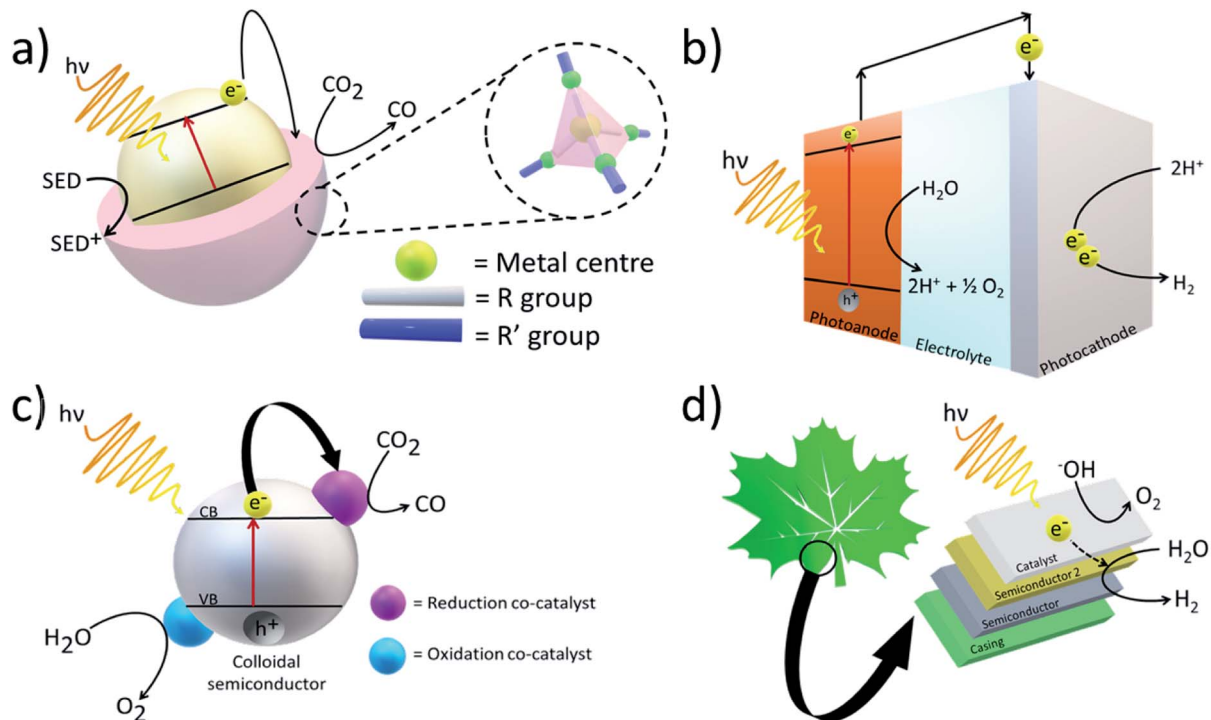 a)
hν
e⁻
CO₂
CO
SED
SED⁺
= Metal centre
= R group
= R' group
b)
e⁻
hν
e⁻
H₂O
2H⁺ + ½ O₂
h⁺
Photoanode
Electrolyte
Photocathode
2H⁺
e⁻
e⁻
H₂
c)
hν
e⁻
CO₂
CO
CB
VB
h⁺
H₂O
O₂
Colloidal
semiconductor
= Reduction co-catalyst
= Oxidation co-catalyst
d)
hν
⁻OH
O₂
e⁻
H₂O
H₂
Catalyst
Semiconductor 2
Semiconductor
Casing